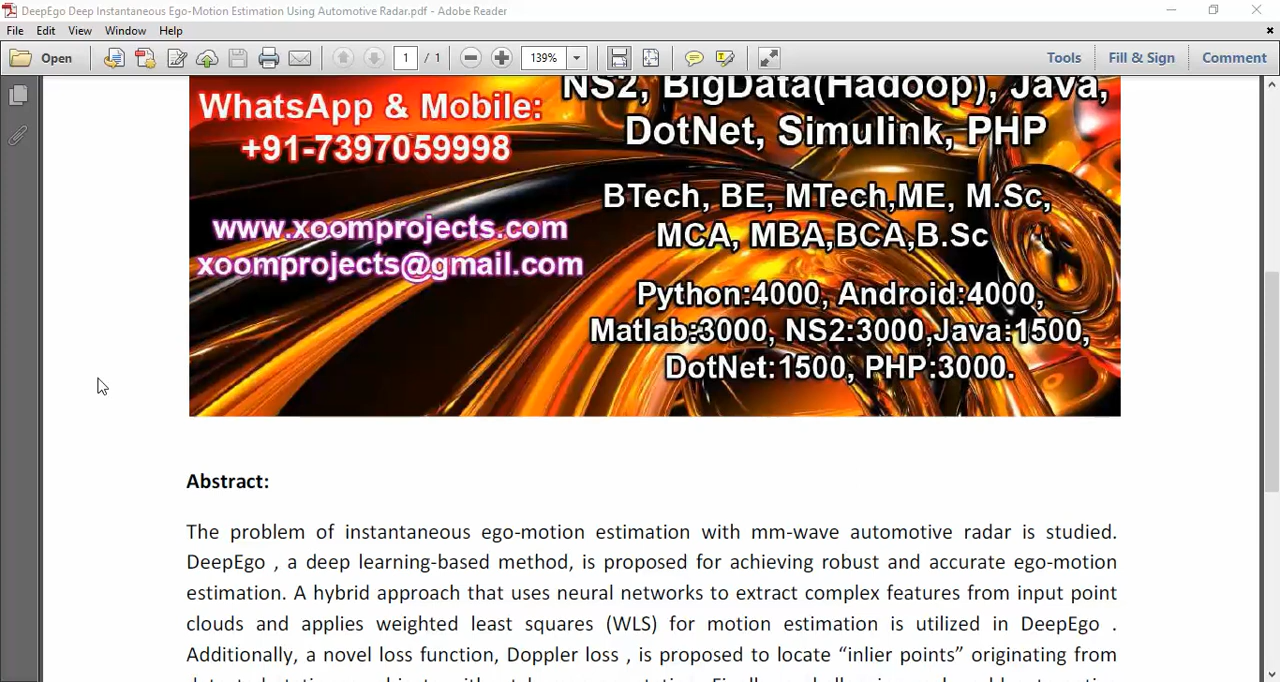 DeepEgo Deep Instantaneous Ego-Motion Estimation Using Automotive Radar.pdf - Adobe Reader
File Edit View Window Help
Open 1 / 1 139% Tools Fill & Sign Comment
WhatsApp & Mobile:
+91-7397059998
www.xoomprojects.com
xoomprojects@gmail.com
NS2, BigData(Hadoop), Java,
DotNet, Simulink, PHP
BTech, BE, MTech,ME, M.Sc,
MCA, MBA,BCA,B.Sc
Python:4000, Android:4000,
Matlab:3000, NS2:3000,Java:1500,
DotNet:1500, PHP:3000.
Abstract:
The problem of instantaneous ego-motion estimation with mm-wave automotive radar is studied.
DeepEgo , a deep learning-based method, is proposed for achieving robust and accurate ego-motion
estimation. A hybrid approach that uses neural networks to extract complex features from input point
clouds and applies weighted least squares (WLS) for motion estimation is utilized in DeepEgo .
Additionally, a novel loss function, Doppler loss , is proposed to locate “inlier points” originating from